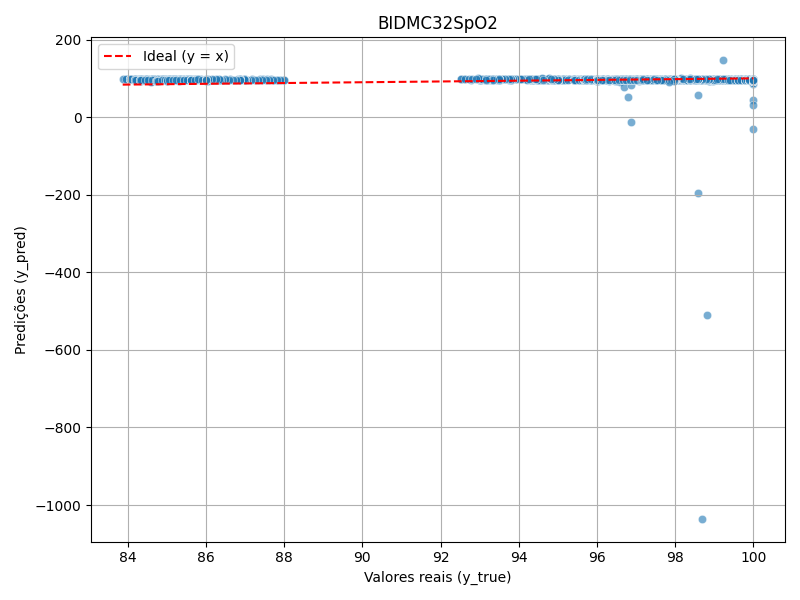 BIDMC32SpO2
Ideal (y = x)
Predições (y_pred)
200
0
−200
−400
−600
−800
−1000
84 86 88 90 92 94 96 98 100
Valores reais (y_true)